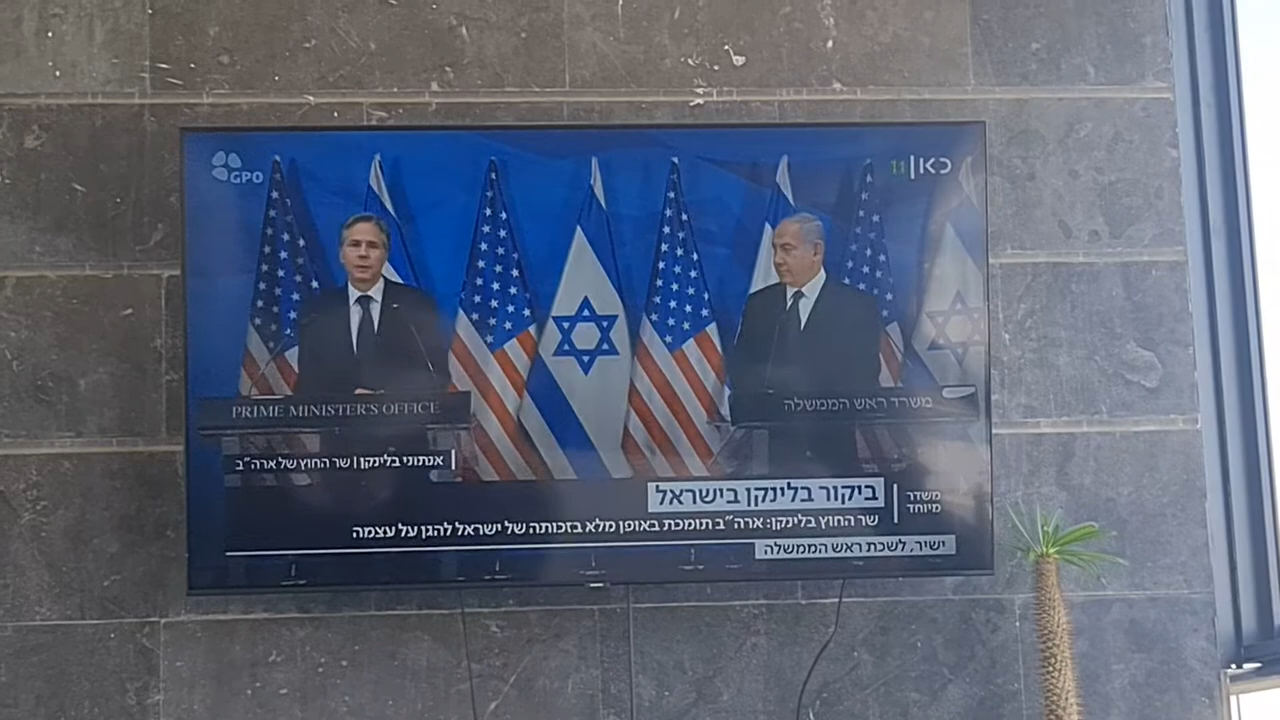 GPO
כאן 11
PRIME MINISTER'S OFFICE
משרד ראש הממשלה
אנתוני בלינקן | שר החוץ של ארה"ב
משדר
מיוחד
ביקור בלינקן בישראל
שר החוץ בלינקן: ארה"ב תומכת באופן מלא בזכותה של ישראל להגן על עצמה
ישיר, לשכת ראש הממשלה